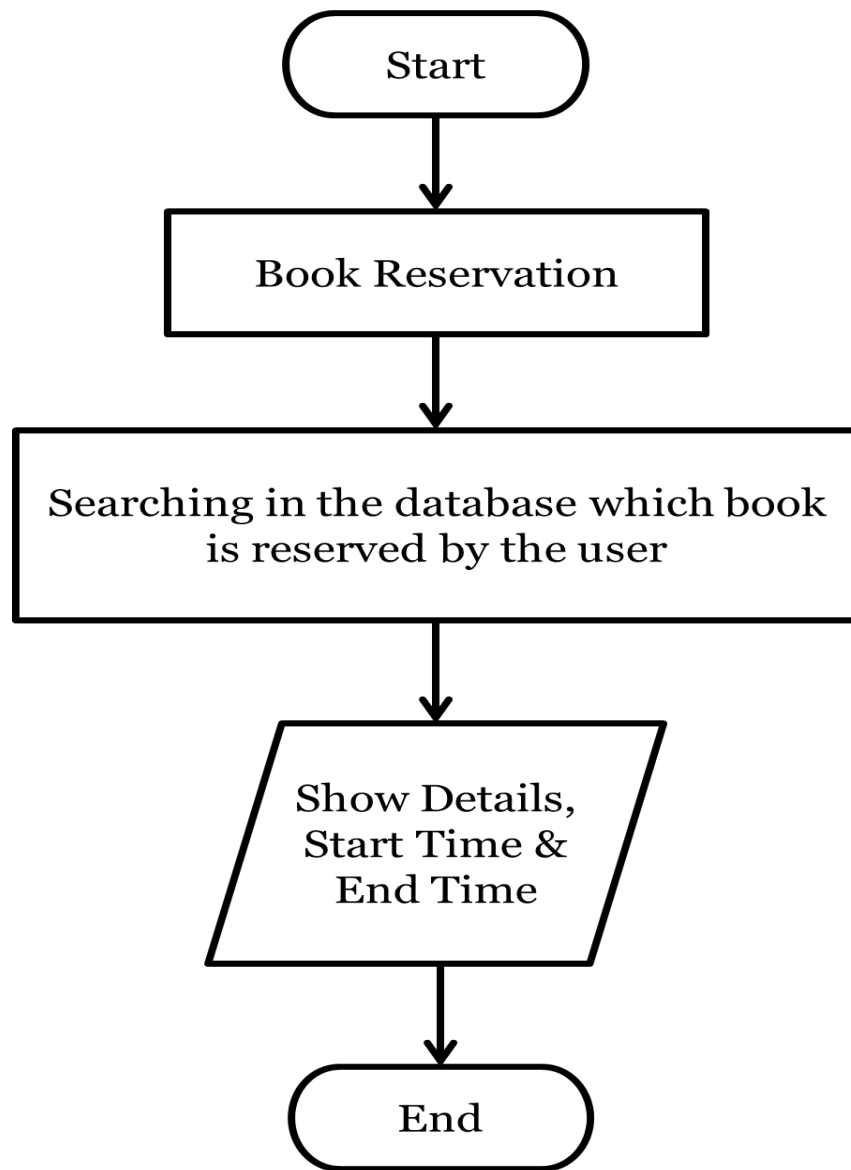 Start
Book Reservation
Searching in the database which book
is reserved by the user
Show Details,
Start Time &
End Time
End